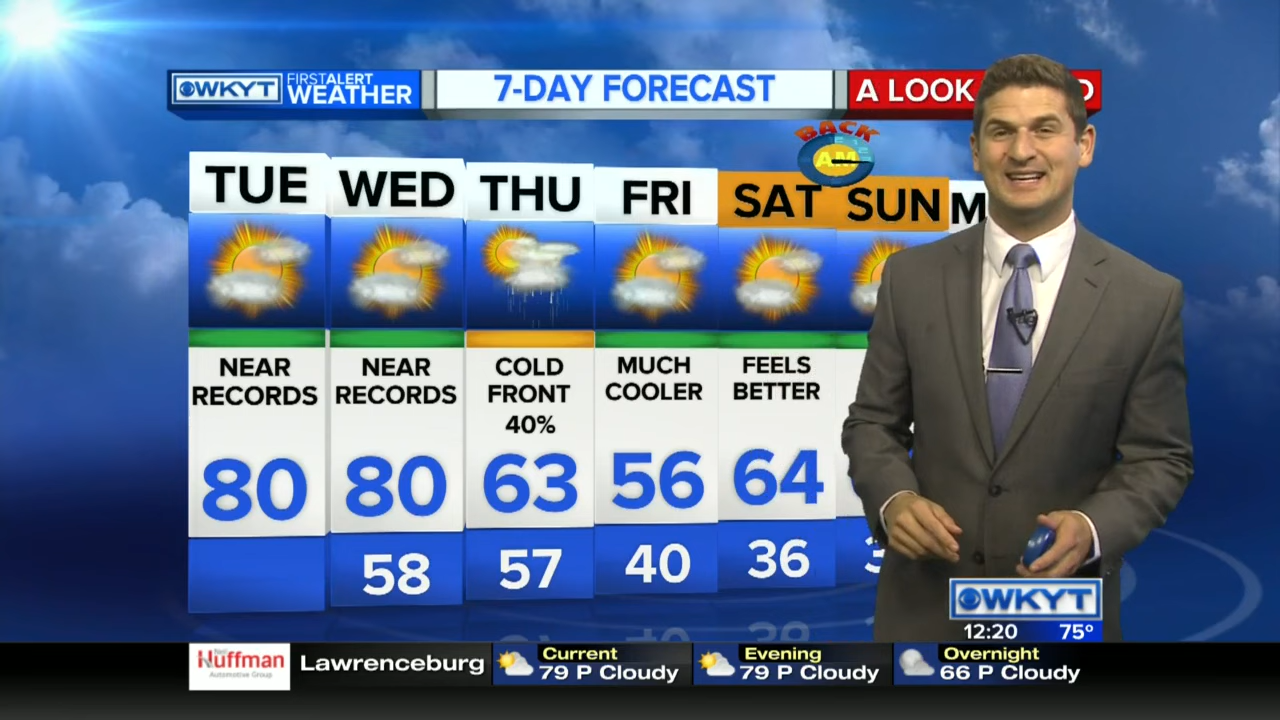 WKYT FIRST ALERT WEATHER
7-DAY FORECAST
A LOOK
BACK
AM
TUE WED THU FRI SAT SUN M
NEAR RECORDS
NEAR RECORDS
COLD FRONT 40%
MUCH COOLER
FEELS BETTER
80 80 63 56 64
58 57 40 36 3
WKYT
12:20 75°
Huffman
Automotive Group
Lawrenceburg
Current
79 P Cloudy
Evening
79 P Cloudy
Overnight
66 P Cloudy